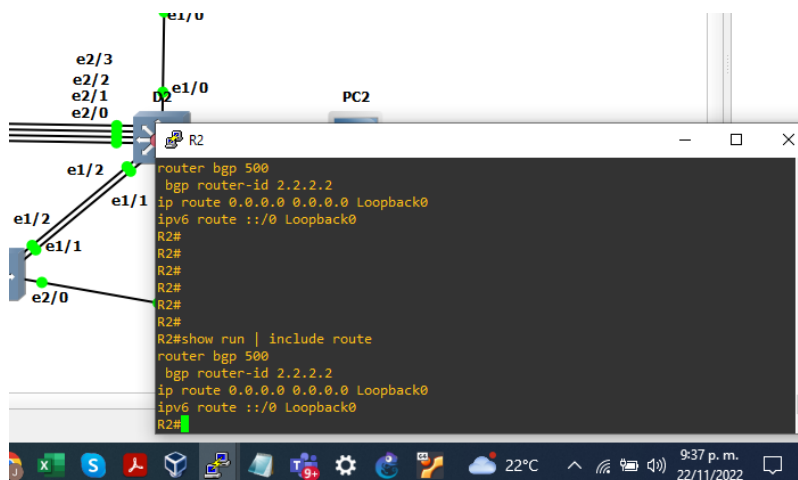 e1/0
e2/3
e2/2
e2/1
e2/0
D2
e1/0
PC2
e1/2
e1/1
e1/2
e1/1
e2/0
R2
router bgp 500
bgp router-id 2.2.2.2
ip route 0.0.0.0 0.0.0.0 Loopback0
ipv6 route ::/0 Loopback0
R2#
R2#
R2#
R2#
R2#
R2#
R2#show run | include route
router bgp 500
bgp router-id 2.2.2.2
ip route 0.0.0.0 0.0.0.0 Loopback0
ipv6 route ::/0 Loopback0
R2#
9+
22°C
9:37 p. m.
22/11/2022